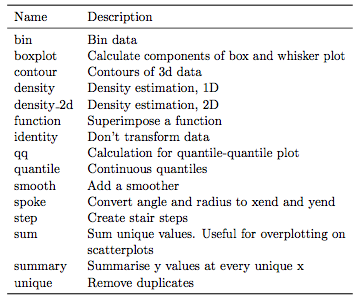 Name Description
bin Bin data
boxplot Calculate components of box and whisker plot
contour Contours of 3d data
density Density estimation, 1D
density_2d Density estimation, 2D
function Superimpose a function
identity Don't transform data
qq Calculation for quantile-quantile plot
quantile Continuous quantiles
smooth Add a smoother
spoke Convert angle and radius to xend and yend
step Create stair steps
sum Sum unique values. Useful for overplotting on
scatterplots
summary Summarise y values at every unique x
unique Remove duplicates